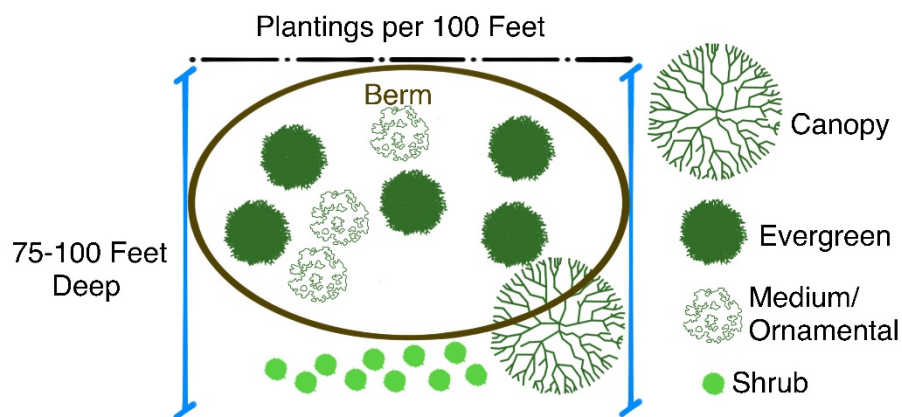 Plantings per 100 Feet
Berm
75-100 Feet
Deep
Canopy
Evergreen
Medium/
Ornamental
Shrub